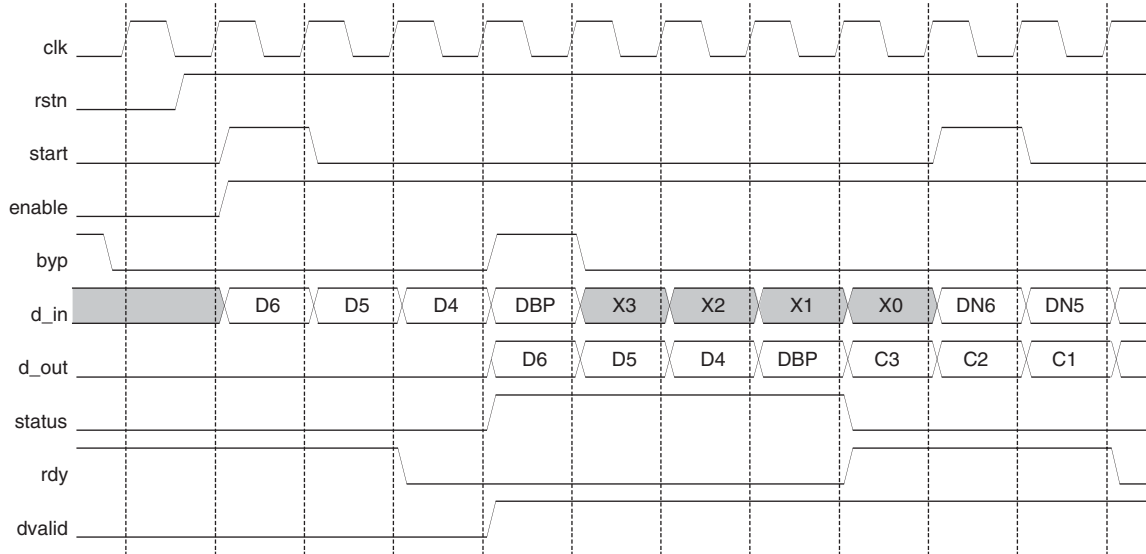 clk
rstn
start
enable
byp
d_in D6 D5 D4 DBP X3 X2 X1 X0 DN6 DN5
d_out D6 D5 D4 DBP C3 C2 C1
status
rdy
dvalid